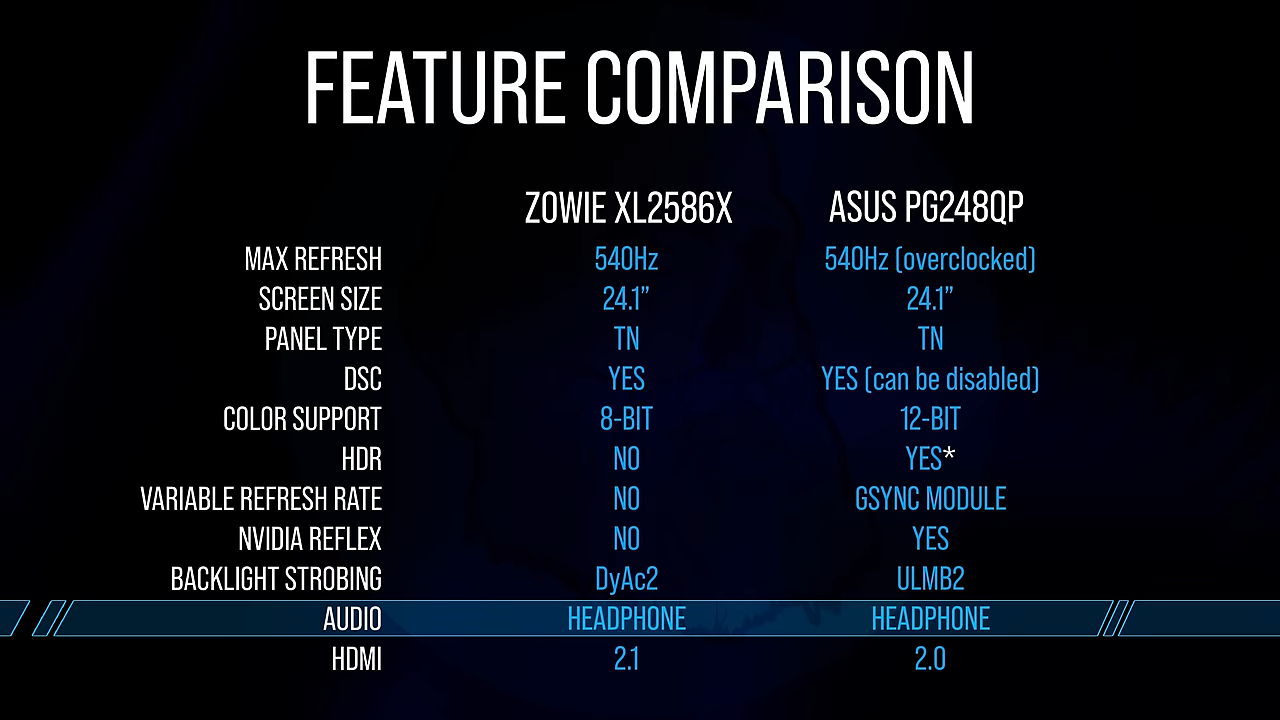 FEATURE COMPARISON
ZOWIE XL2586X ASUS PG248QP
MAX REFRESH 540Hz 540Hz (overclocked)
SCREEN SIZE 24.1” 24.1”
PANEL TYPE TN TN
DSC YES YES (can be disabled)
COLOR SUPPORT 8-BIT 12-BIT
HDR NO YES*
VARIABLE REFRESH RATE NO GSYNC MODULE
NVIDIA REFLEX NO YES
BACKLIGHT STROBING DyAc2 ULMB2
AUDIO HEADPHONE HEADPHONE
HDMI 2.1 2.0